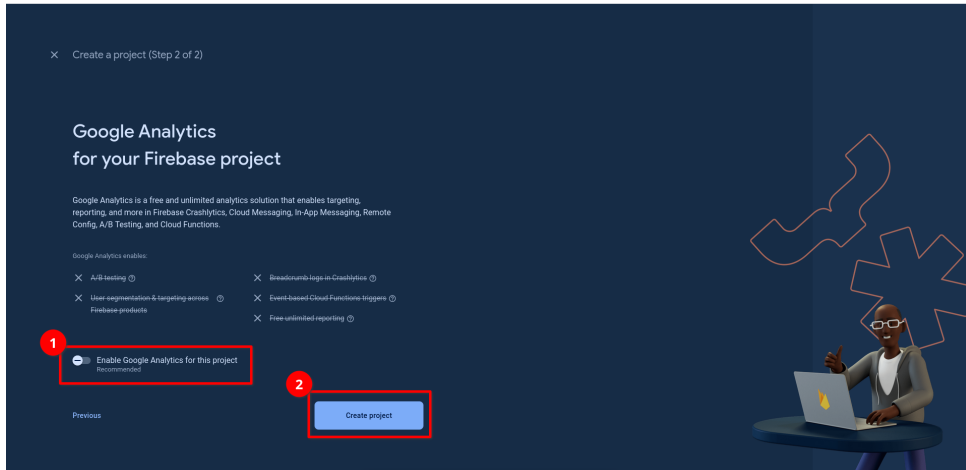 Create a project (Step 2 of 2)
Google Analytics
for your Firebase project
Google Analytics is a free and unlimited analytics solution that enables targeting,
reporting, and more in Firebase Crashlytics, Cloud Messaging, In-App Messaging, Remote
Config, A/B Testing, and Cloud Functions.
Google Analytics enables:
A/B testing
Breadcrumb logs in Crashlytics
User segmentation & targeting across
Firebase products
Event-based Cloud Functions triggers
Free unlimited reporting
1
Enable Google Analytics for this project
Recommended
2
Previous
Create project